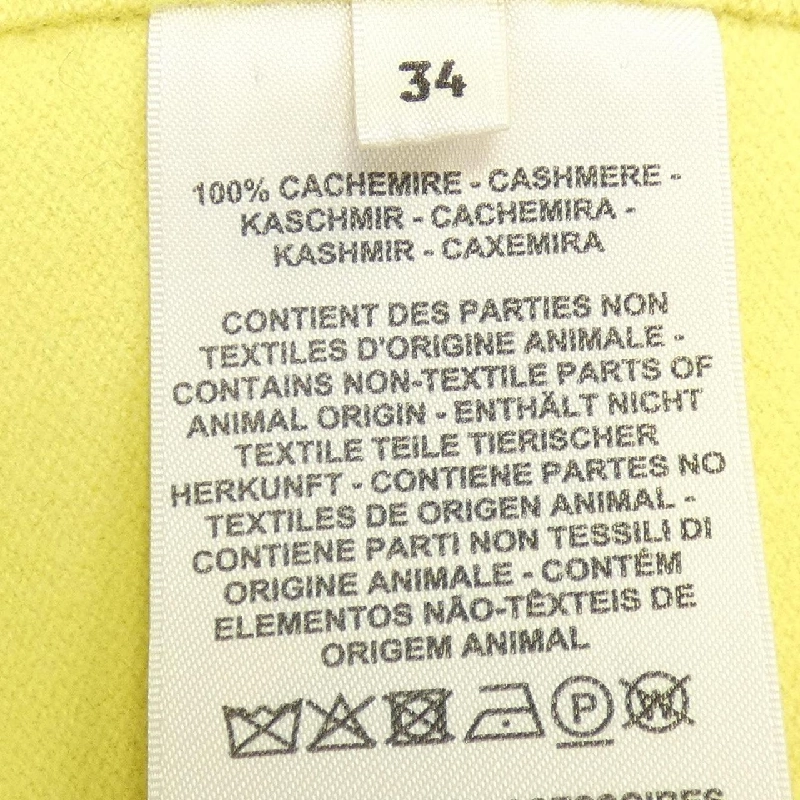 34
100% CACHEMIRE - CASHMERE -
KASCHMIR - CACHEMIRA -
KASHMIR - CAXEMIRA
CONTIENT DES PARTIES NON
TEXTILES D'ORIGINE ANIMALE -
CONTAINS NON-TEXTILE PARTS OF
ANIMAL ORIGIN - ENTHÄLT NICHT
TEXTILE TEILE TIERISCHER
HERKUNFT - CONTIENE PARTES NO
TEXTILES DE ORIGEN ANIMAL -
CONTIENE PARTI NON TESSILI DI
ORIGINE ANIMALE - CONTÉM
ELEMENTOS NÃO-TÊXTEIS DE
ORIGEM ANIMAL
P W